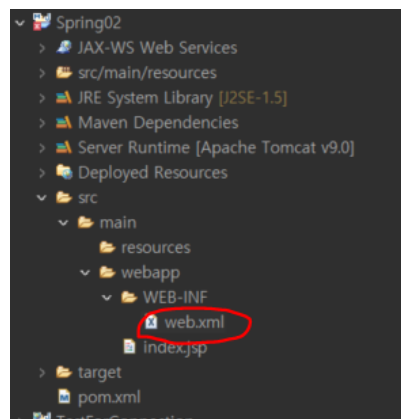 Spring02
JAX-WS Web Services
src/main/resources
JRE System Library [J2SE-1.5]
Maven Dependencies
Server Runtime [Apache Tomcat v9.0]
Deployed Resources
src
main
resources
webapp
WEB-INF
web.xml
index.jsp
target
pom.xml